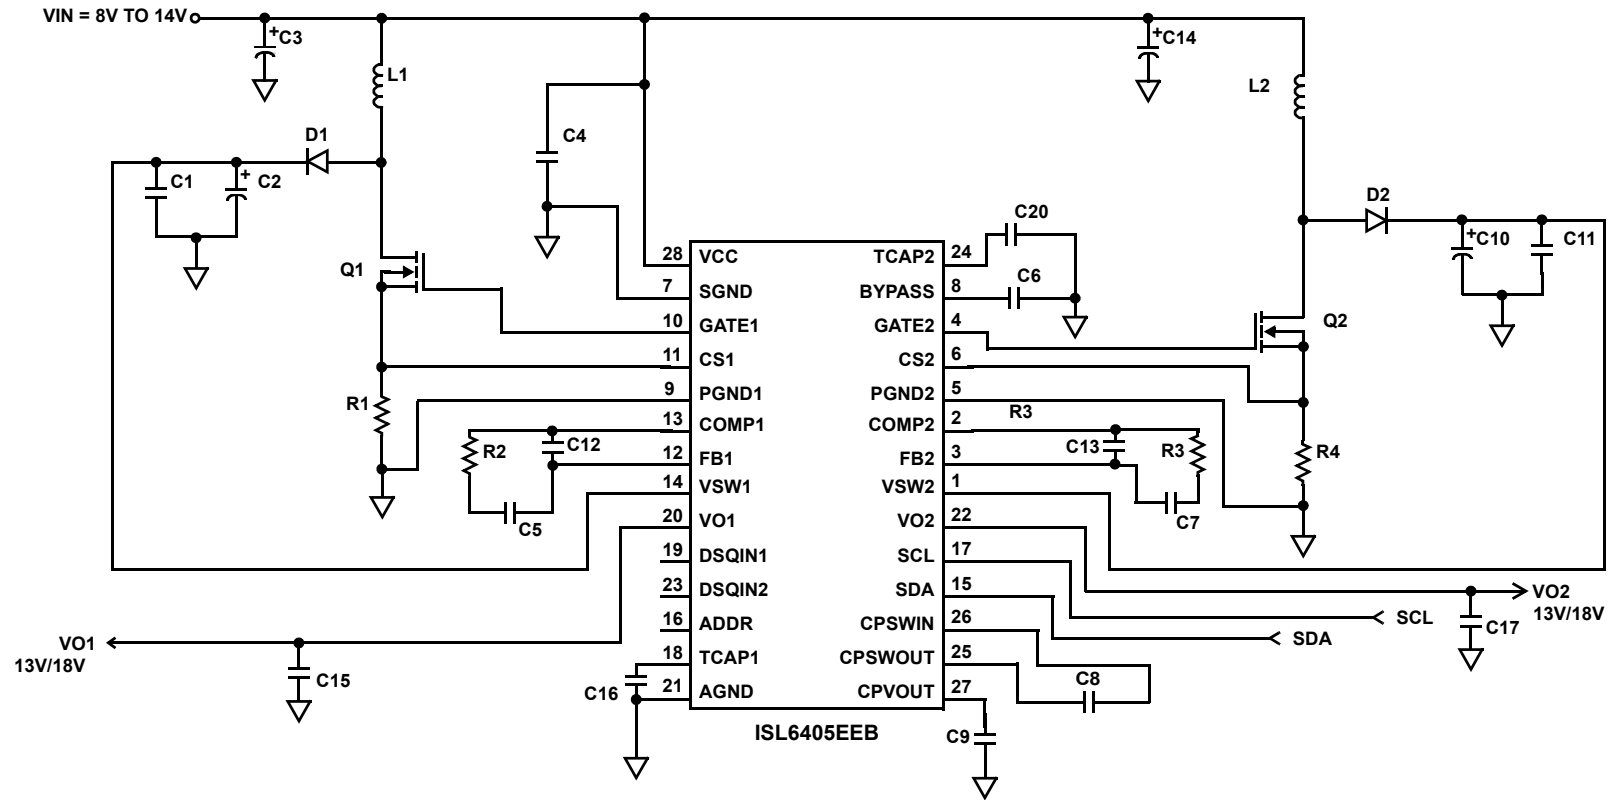 VIN = 8V TO 14V
+
C3
+
C14
L1
L2
D1
C4
C1
+
C2
D2
+
C10
C11
C20
C6
Q1
Q2
28 VCC
7 SGND
10 GATE1
11 CS1
9 PGND1
13 COMP1
12 FB1
14 VSW1
20 VO1
19 DSQIN1
23 DSQIN2
16 ADDR
18 TCAP1
21 AGND
TCAP2 24
BYPASS 8
GATE2 4
CS2 6
PGND2 5
COMP2 2
FB2 3
VSW2 1
VO2 22
SCL 17
SDA 15
CPSWIN 26
CPSWOUT 25
CPVOUT 27
R1
R2
C12
C5
R3
C13
R3
C7
R4
VO1
13V/18V
C15
C16
SCL
SDA
VO2
13V/18V
C17
C8
C9
ISL6405EEB